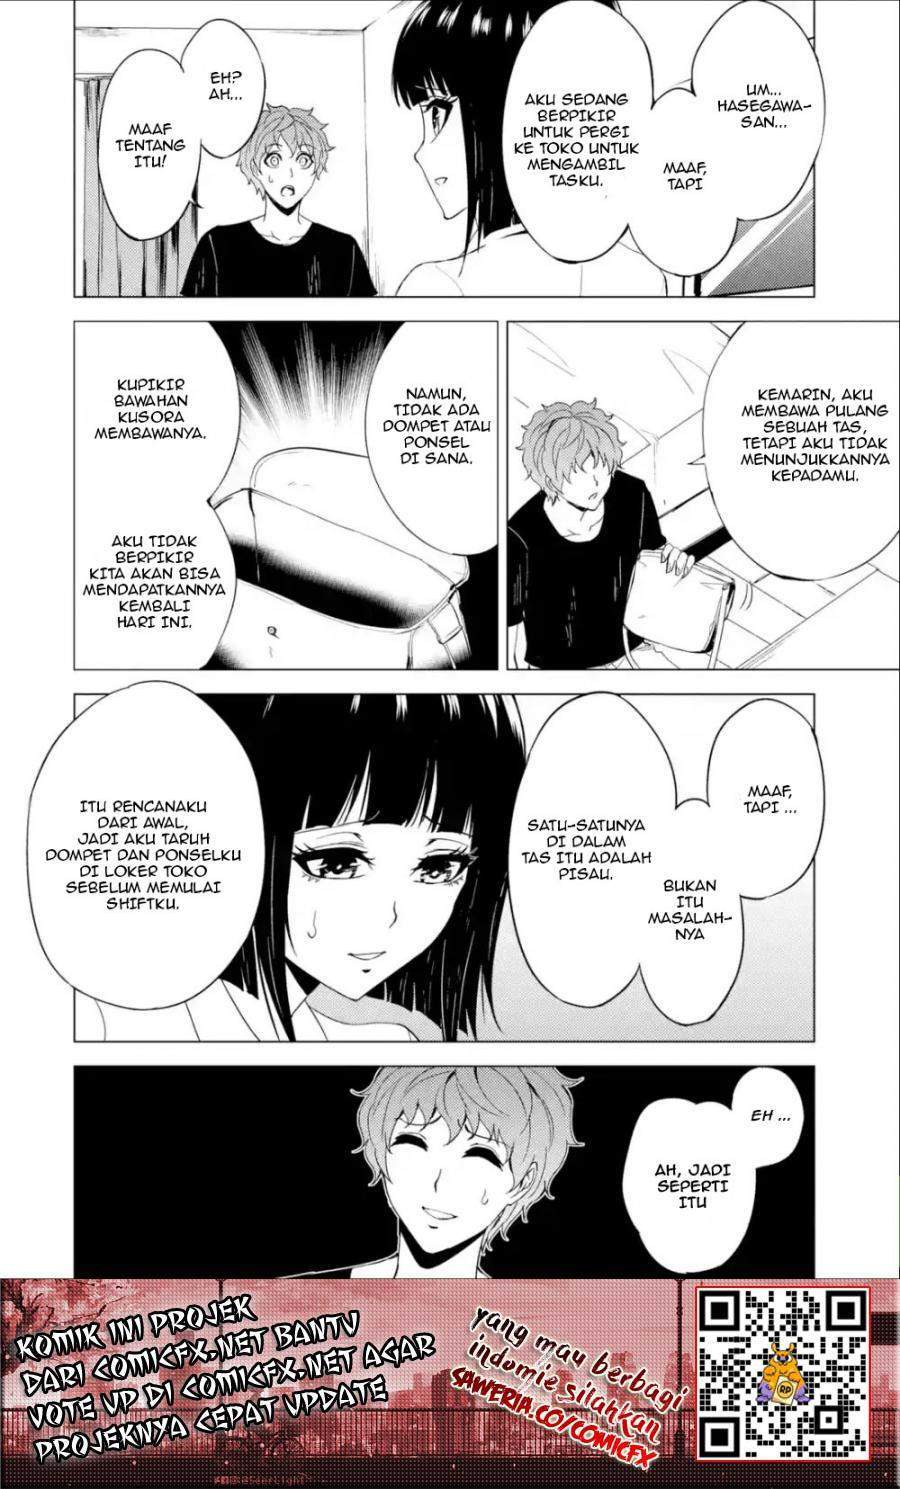 UM...
HASEGAWA-
SAN...
MAAF,
TAPI
AKU SEDANG
BERPIKIR
UNTUK PERGI
KE TOKO UNTUK
MENGAMBIL
TASKU.
EH?
AH...
MAAF
TENTANG
ITU!
KEMARIN, AKU
MEMBAWA PULANG
SEBUAH TAS,
TETAPI AKU TIDAK
MENUNJUKKANNYA
KEPADAMU.
NAMUN,
TIDAK ADA
DOMPET ATAU
PONSEL
DI SANA.
KUPIKIR
BAWAHAN
KUSORA
MEMBAWANYA.
AKU TIDAK
BERPIKIR
KITA AKAN BISA
MENDAPATKANNYA
KEMBALI
HARI INI.
MAAF,
TAPI ...
BUKAN
ITU
MASALAH-
NYA
SATU-SATUNYA
DI DALAM
TAS ITU ADALAH
PISAU.
ITU RENCANAKU
DARI AWAL,
JADI AKU TARUH
DOMPET DAN PONSELKU
DI LOKER TOKO
SEBELUM MEMULAI
SHIFTKU.
EH ...
AH, JADI
SEPERTI
ITU
KOMIK INI PROJEK
DARI COMICFX.NET BANTU
VOTE UP DI COMICFX.NET AGAR
PROJEKNYA CEPAT UPDATE
yang mau berbagi
indomie silahkan
SAWERIA.CO/COMICFX
RP
@SeerLight